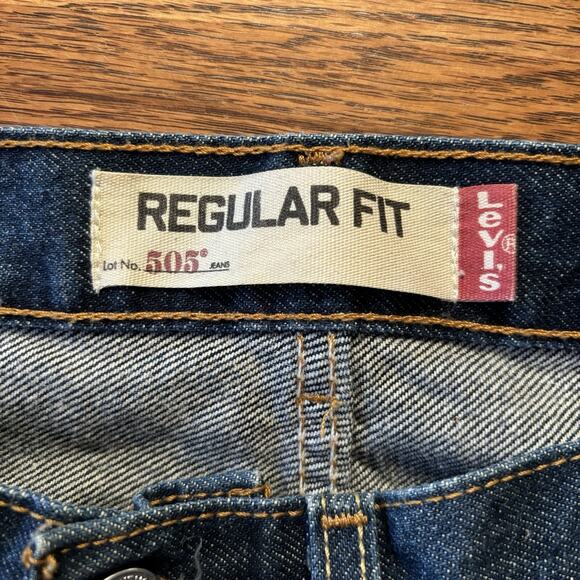 REGULAR FIT
Lot No. 505® JEANS
Levi's®